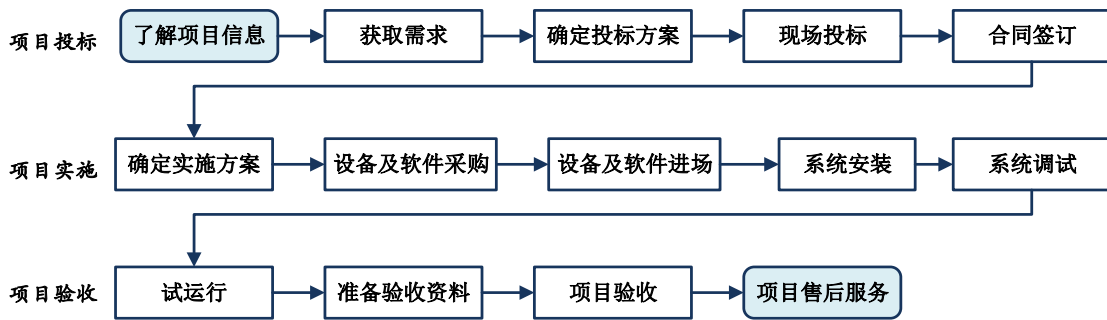 项目投标
了解项目信息
获取需求
确定投标方案
现场投标
合同签订
项目实施
确定实施方案
设备及软件采购
设备及软件进场
系统安装
系统调试
项目验收
试运行
准备验收资料
项目验收
项目售后服务